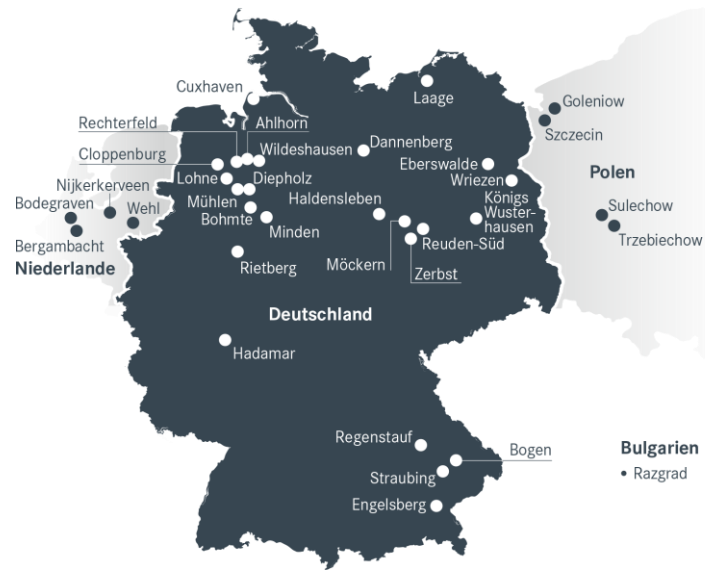 Cuxhaven
Laage
Goleniow
Szczecin
Rechterfeld
Ahlhorn
Cloppenburg
Wildeshausen
Dannenberg
Eberswalde
Polen
Nijkerkerveen
Lohne
Diepholz
Wriezen
Bodegraven
Wehl
Mühlen
Haldensleben
Königs
Wuster-
hausen
Sulechow
Bohmte
Minden
Reuden-Süd
Trzebiechow
Bergambacht
Niederlande
Rietberg
Möckern
Zerbst
Deutschland
Hadamar
Regenstauf
Bogen
Bulgarien
Straubing
• Razgrad
Engelsberg